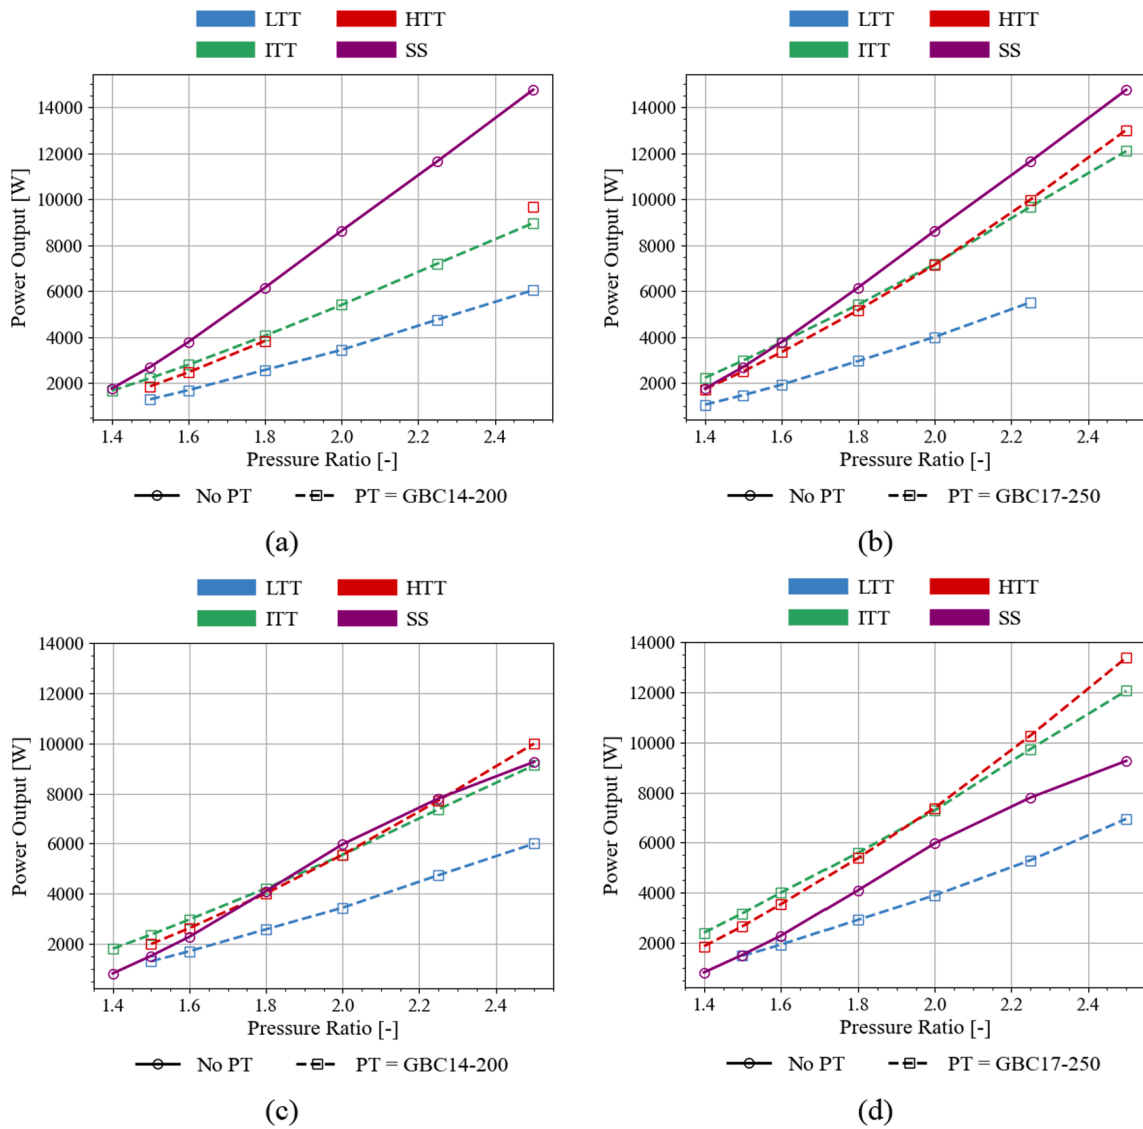 LTT HTT
ITT SS
14000
12000
10000
8000
6000
4000
2000
Power Output [W]
1.4 1.6 1.8 2.0 2.2 2.4
Pressure Ratio [-]
No PT PT = GBC14-200
(a)
LTT HTT
ITT SS
14000
12000
10000
8000
6000
4000
2000
Power Output [W]
1.4 1.6 1.8 2.0 2.2 2.4
Pressure Ratio [-]
No PT PT = GBC17-250
(b)
LTT HTT
ITT SS
14000
12000
10000
8000
6000
4000
2000
Power Output [W]
1.4 1.6 1.8 2.0 2.2 2.4
Pressure Ratio [-]
No PT PT = GBC14-200
(c)
LTT HTT
ITT SS
14000
12000
10000
8000
6000
4000
2000
Power Output [W]
1.4 1.6 1.8 2.0 2.2 2.4
Pressure Ratio [-]
No PT PT = GBC17-250
(d)